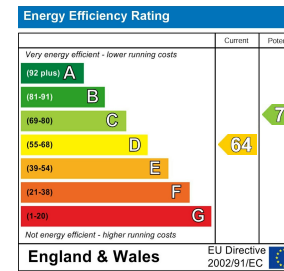 Energy Efficiency Rating
Current
Very energy efficient - lower running costs
(92 plus) A
(81-91) B
(69-80) C
7
(55-68) D 64
(39-54) E
(21-38) F
(1-20) G
Not energy efficient - higher running costs
England & Wales
EU Directive
2002/91/EC